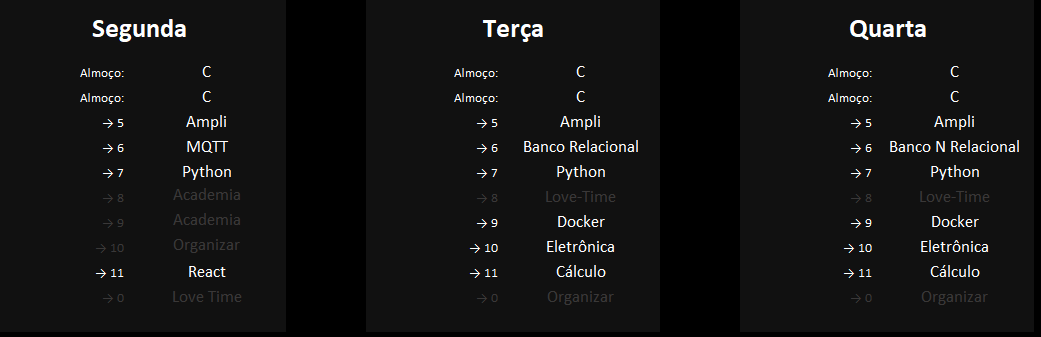 Segunda
Almoço: C
Almoço: C
→ 5 Ampli
→ 6 MQTT
→ 7 Python
→ 8 Academia
→ 9 Academia
→ 10 Organizar
→ 11 React
→ 0 Love Time
Terça
Almoço: C
Almoço: C
→ 5 Ampli
→ 6 Banco Relacional
→ 7 Python
→ 8 Love-Time
→ 9 Docker
→ 10 Eletrônica
→ 11 Cálculo
→ 0 Organizar
Quarta
Almoço: C
Almoço: C
→ 5 Ampli
→ 6 Banco N Relacional
→ 7 Python
→ 8 Love-Time
→ 9 Docker
→ 10 Eletrônica
→ 11 Cálculo
→ 0 Organizar